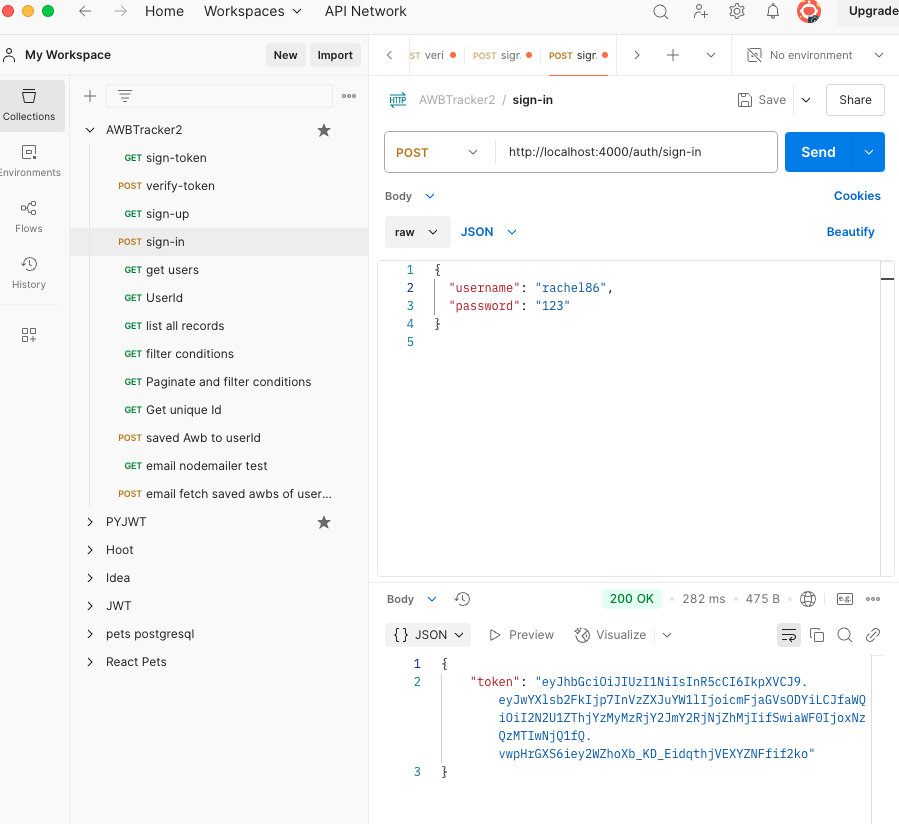 Home Workspaces API Network Upgrade
My Workspace New Import
veri sign sign No environment
Collections
Environments
Flows
History
AWBTracker2
GET sign-token
POST verify-token
GET sign-up
POST sign-in
GET get users
GET UserId
GET list all records
GET filter conditions
GET Paginate and filter conditions
GET Get unique Id
POST saved Awb to userId
GET email nodemailer test
POST email fetch saved awbs of user...
PYJWT
Hoot
Idea
JWT
pets postgresql
React Pets
HTTP AWBTracker2 / sign-in Save Share
POST http://localhost:4000/auth/sign-in Send
Body Cookies
raw JSON Beautify
1 {
2 "username": "rachel86",
3 "password": "123"
4 }
5
Body 200 OK 282 ms 475 B e.g.
{} JSON Preview Visualize
1 {
2 "token": "eyJhbGciOiJIUzI1NiIsInR5cCI6IkpXVCJ9.
eyJwYXlsb2FkIjp7InVzZXJuYW1lIjoicmFjaGVsODYiLCJfaWQ
iOiI2N2U1ZThjYzMyMzRjY2JmY2RjNjZhMjIifSwiaWF0IjoxNz
QzMTIwNjQ1fQ.
vwpHrGXS6iey2WZhoXb_KD_EidqthjVEXYZNFfif2ko"
3 }